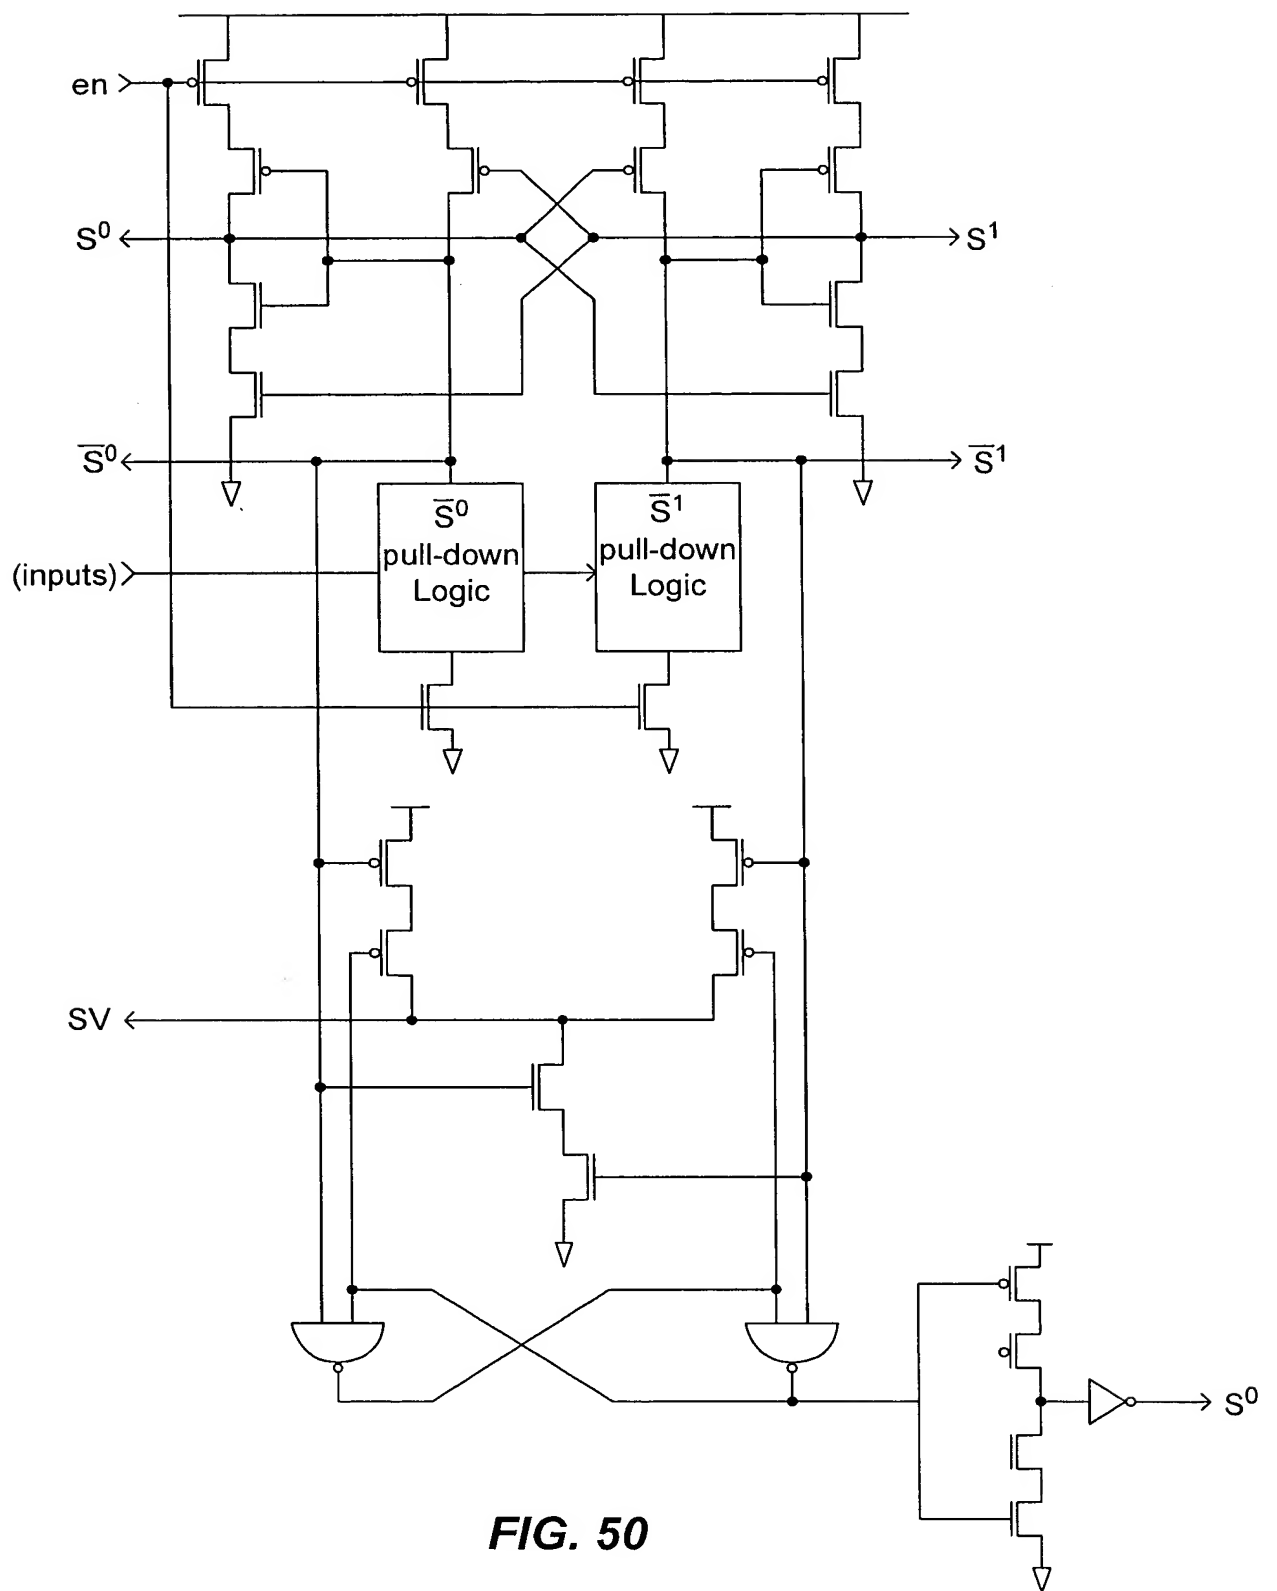 en
S⁰
S¹
S̅⁰
S̅¹
S̅⁰
pull-down
Logic
S̅¹
pull-down
Logic
(inputs)
SV
S⁰
FIG. 50